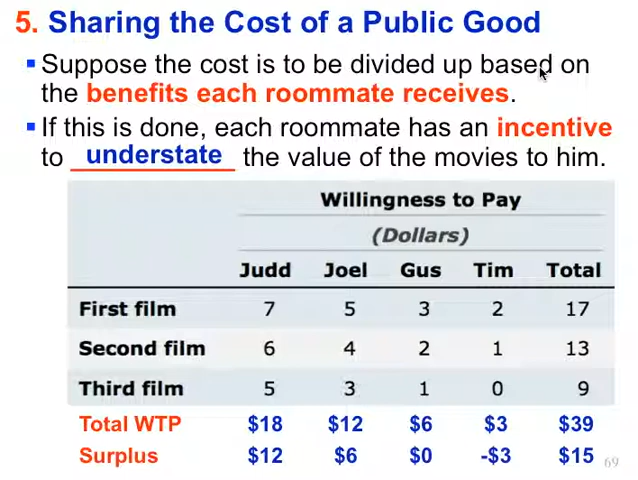 5. Sharing the Cost of a Public Good
▪ Suppose the cost is to be divided up based on
the benefits each roommate receives.
▪ If this is done, each roommate has an incentive
to understate the value of the movies to him.
Willingness to Pay
(Dollars)
Judd Joel Gus Tim Total
First film 7 5 3 2 17
Second film 6 4 2 1 13
Third film 5 3 1 0 9
Total WTP $18 $12 $6 $3 $39
Surplus $12 $6 $0 -$3 $15
69